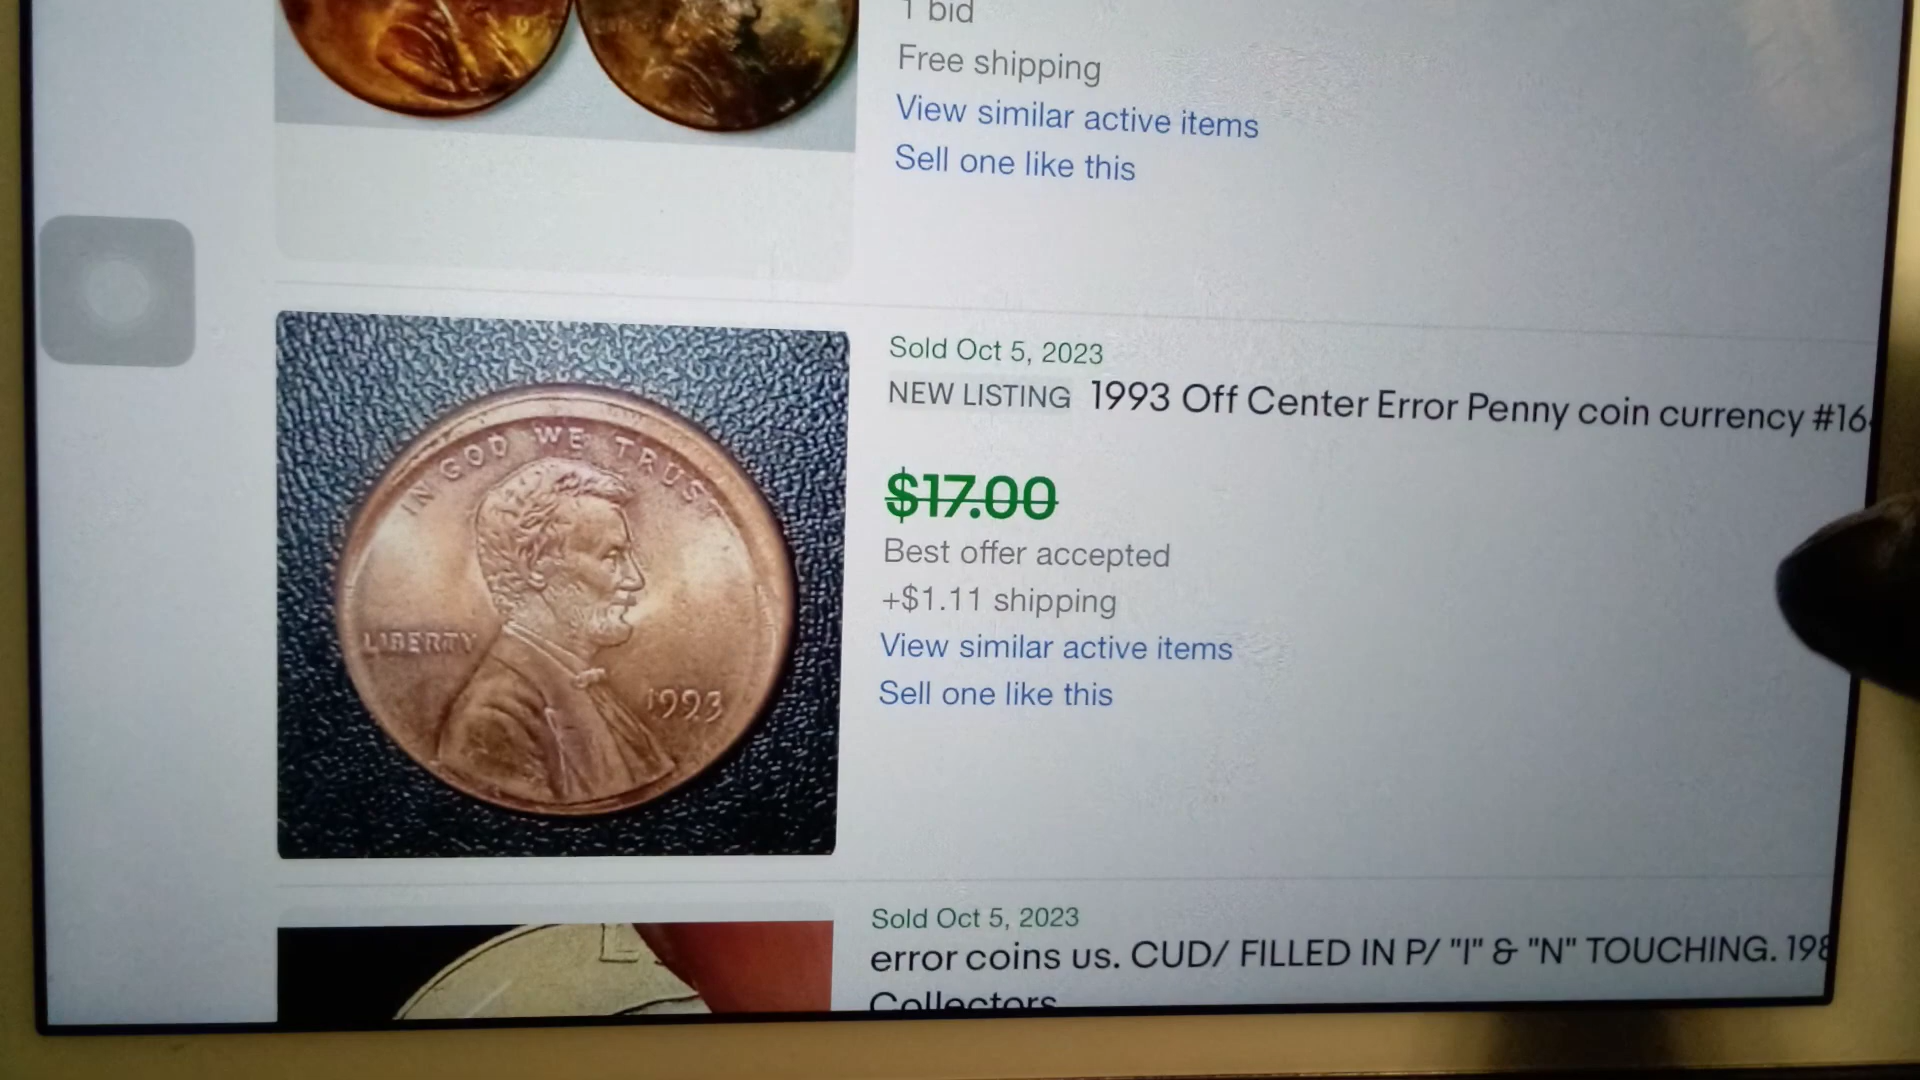 1 bid
Free shipping
View similar active items
Sell one like this
Sold Oct 5, 2023
NEW LISTING 1993 Off Center Error Penny coin currency #16
$17.00
Best offer accepted
+$1.11 shipping
View similar active items
Sell one like this
IN GOD WE TRUST
LIBERTY
1993
Sold Oct 5, 2023
error coins us. CUD/ FILLED IN P/ "I" & "N" TOUCHING. 198
Collectors